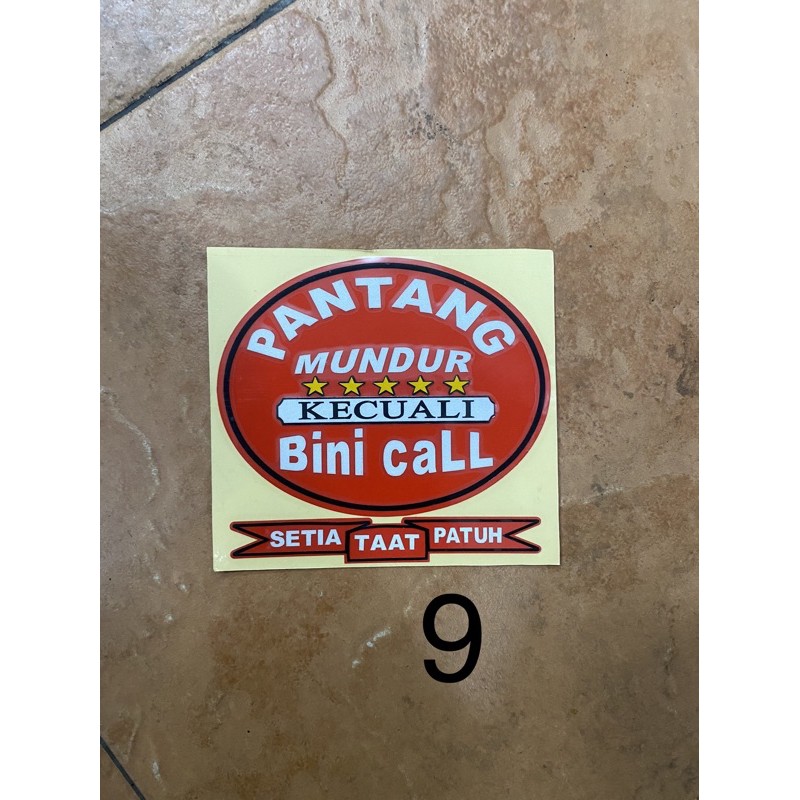 PANTANG
MUNDUR
KECUALI
Bini caLL
SETIA TAAT PATUH
9